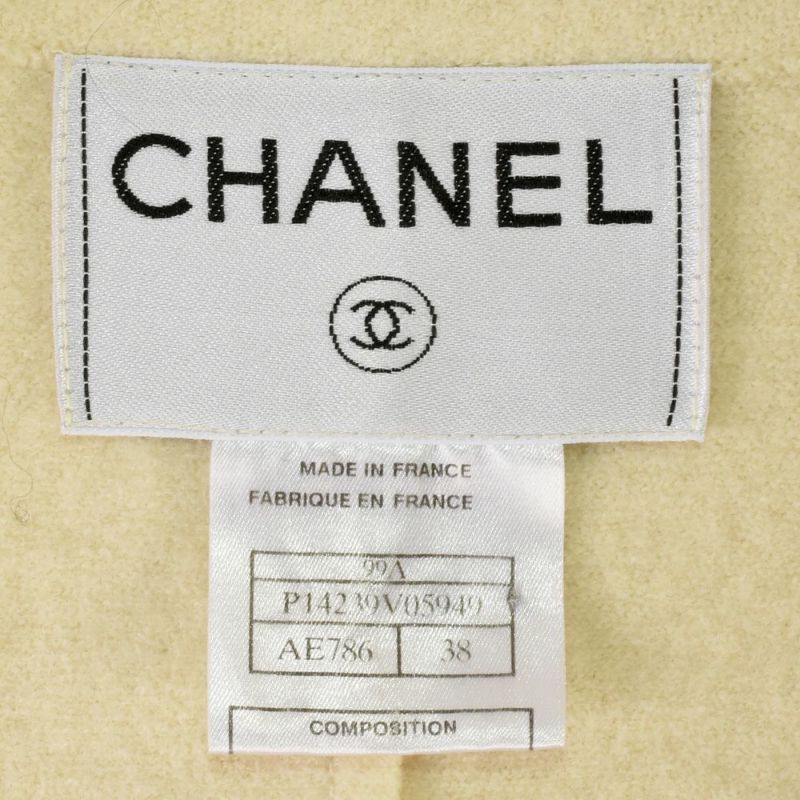 CHANEL
MADE IN FRANCE
FABRIQUE EN FRANCE
99A
P14239V05949
AE786 38
COMPOSITION